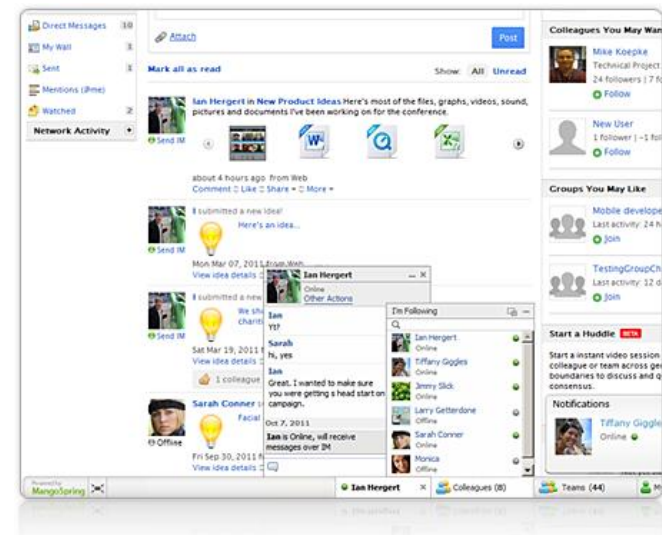 Direct Messages 10
My Wall 1
Sent 1
Mentions (@me)
Watched 2
Network Activity
Attach
Post
Mark all as read
Show: All Unread
Ian Hergert in New Product Ideas Here's most of the files, graphs, videos, sound,
pictures and documents I've been working on for the conference.
Send IM
about 4 hours ago from Web
Comment Like Share More
I submitted a new idea!
Here's an idea...
Send IM
Mon Mar 07, 2011 from Web
View idea details
I submitted a new
We sh
chariti
Send IM
Sat Mar 19, 2011 f
View idea details
1 colleague
Sarah Conner
Facial
Offline
Fri Sep 30, 2011 f
View idea details
Ian Hergert
Online
Other Actions
Ian
Yt?
Sarah
hi, yes
Ian
Great. I wanted to make sure
you were getting s head start on
campaign.
Oct 7, 2011
Ian is Online, will receive
messages over IM
I'm Following
Ian Hergert
Online
Tiffany Giggles
Online
Jimmy Slick
Online
Larry Getterdone
Offline
Sarah Conner
Offline
Monica
Offline
Colleagues You May Wan
Mike Koepke
Technical Project
24 followers | 7 fo
Follow
New User
1 follower | -1 fol
Follow
Groups You May Like
Mobile develope
Last activity: 24 h
Join
TestingGroupCh
Last activity: 12 d
Join
Start a Huddle BETA
Start a instant video session
colleague or team across geo
boundaries to discuss and q
consensus.
Notifications
Tiffany Giggle
Online
Powered by
MangoSpring
Ian Hergert
Colleagues (8)
Teams (44)
My